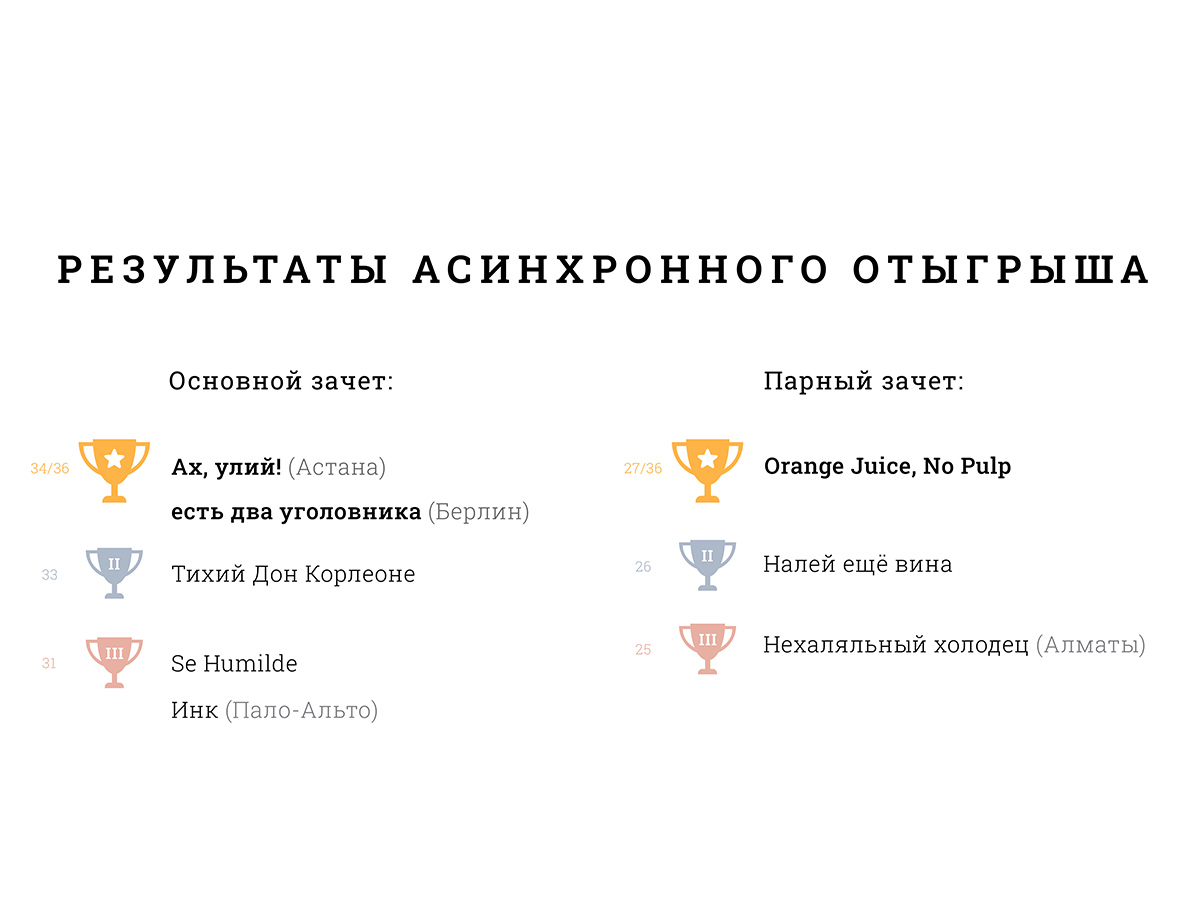 РЕЗУЛЬТАТЫ АСИНХРОННОГО ОТЫГРЫША
Основной зачет:
34/36
Ах, улий! (Астана)
есть два уголовника (Берлин)
33
II
Тихий Дон Корлеоне
31
III
Se Humilde
Инк (Пало-Альто)
Парный зачет:
27/36
Orange Juice, No Pulp
26
II
Налей ещё вина
25
III
Нехаляльный холодец (Алматы)